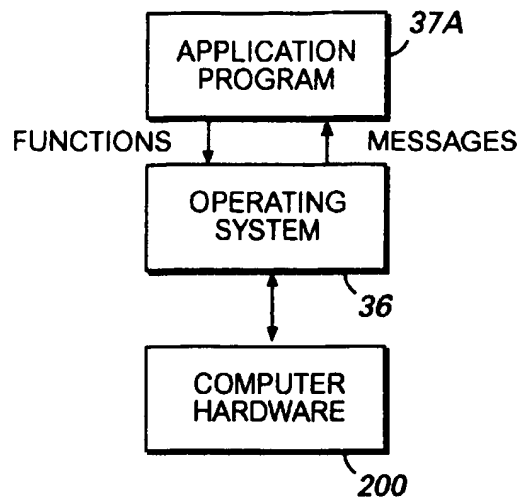 37A
APPLICATION
PROGRAM
FUNCTIONS
MESSAGES
OPERATING
SYSTEM
36
COMPUTER
HARDWARE
200